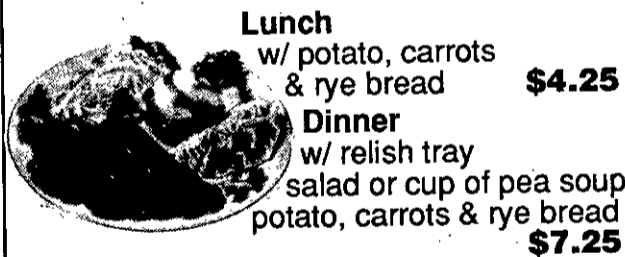 Lunch
w/ potato, carrots
& rye bread $4.25
Dinner
w/ relish tray
salad or cup of pea soup
potato, carrots & rye bread
$7.25